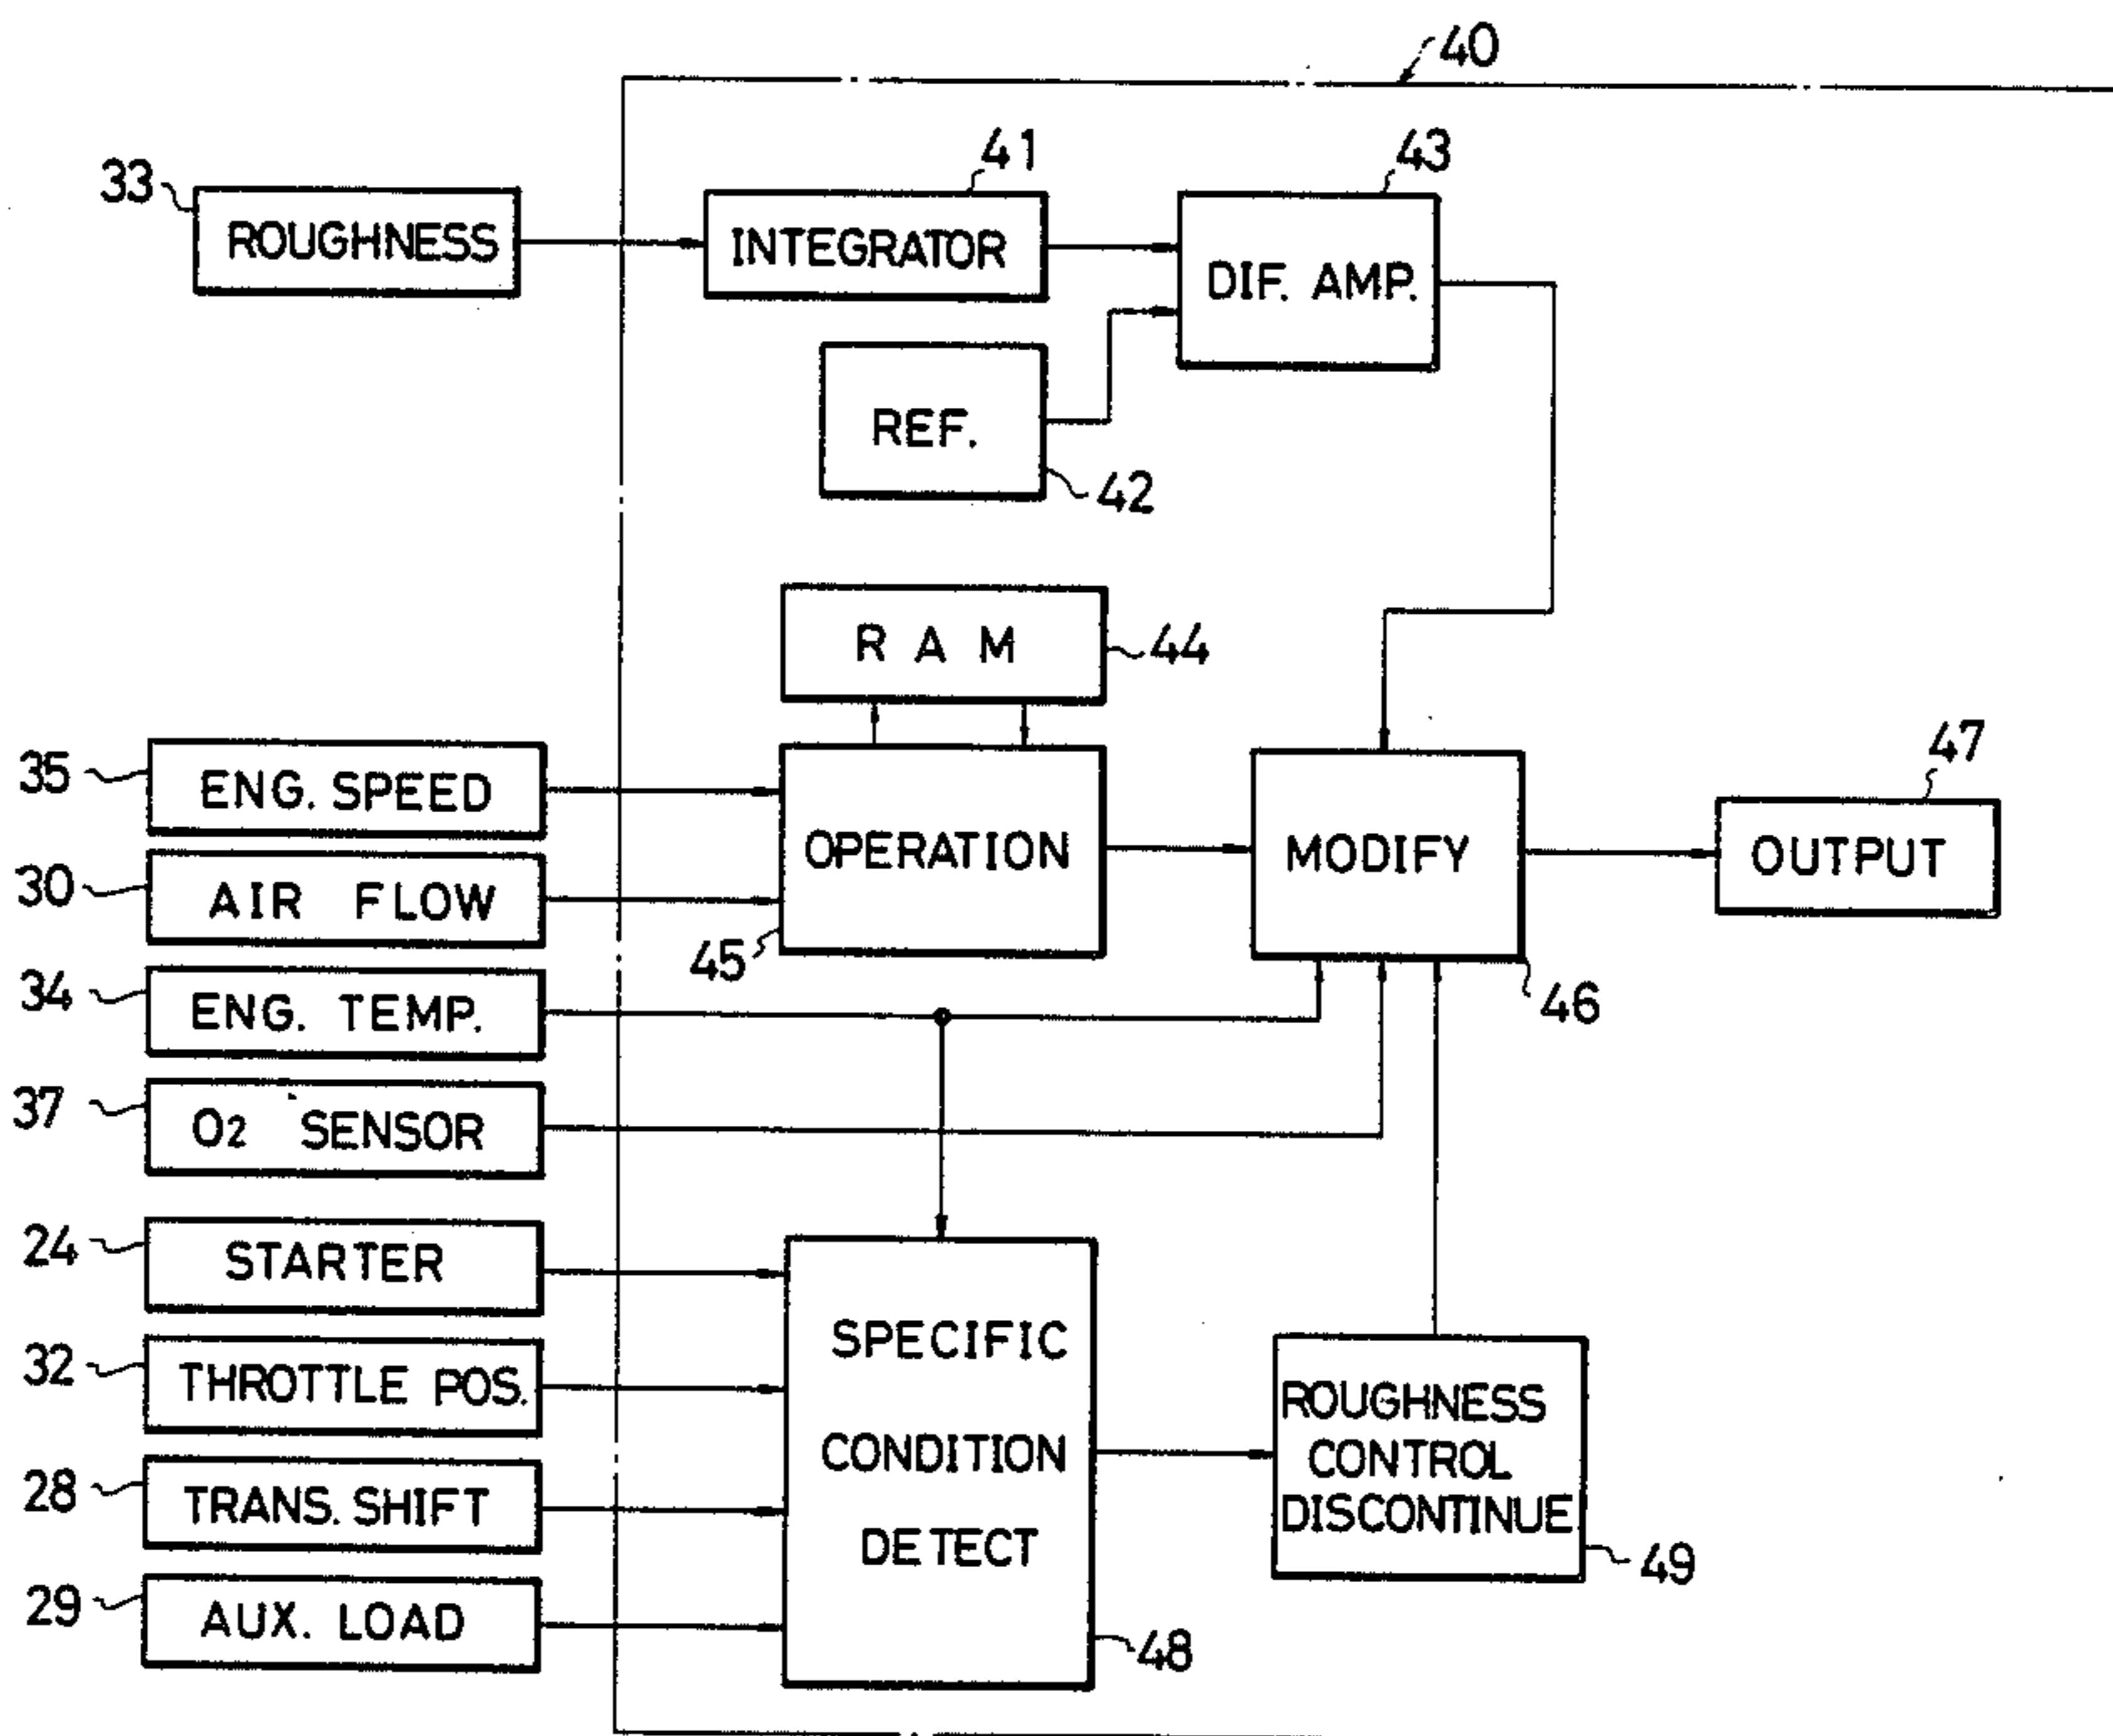 40
33
ROUGHNESS
41
INTEGRATOR
43
DIF. AMP.
REF.
42
R A M
44
35
ENG. SPEED
30
AIR FLOW
OPERATION
45
MODIFY
46
47
OUTPUT
34
ENG. TEMP.
37
O2 SENSOR
24
STARTER
32
THROTTLE POS.
28
TRANS. SHIFT
29
AUX. LOAD
SPECIFIC
CONDITION
DETECT
48
ROUGHNESS
CONTROL
DISCONTINUE
49